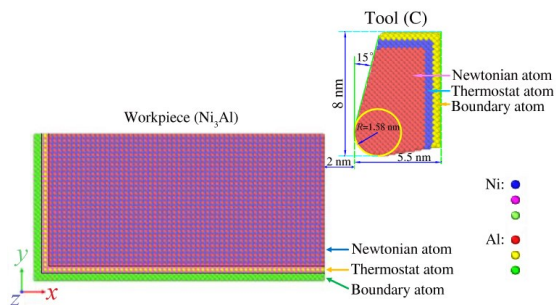 Tool (C)
15°
8 nm
Newtonian atom
Thermostat atom
Boundary atom
R=1.58 nm
Workpiece (Ni₃Al)
2 nm
5.5 nm
Ni:
Al:
Newtonian atom
Thermostat atom
Boundary atom
y
z
x